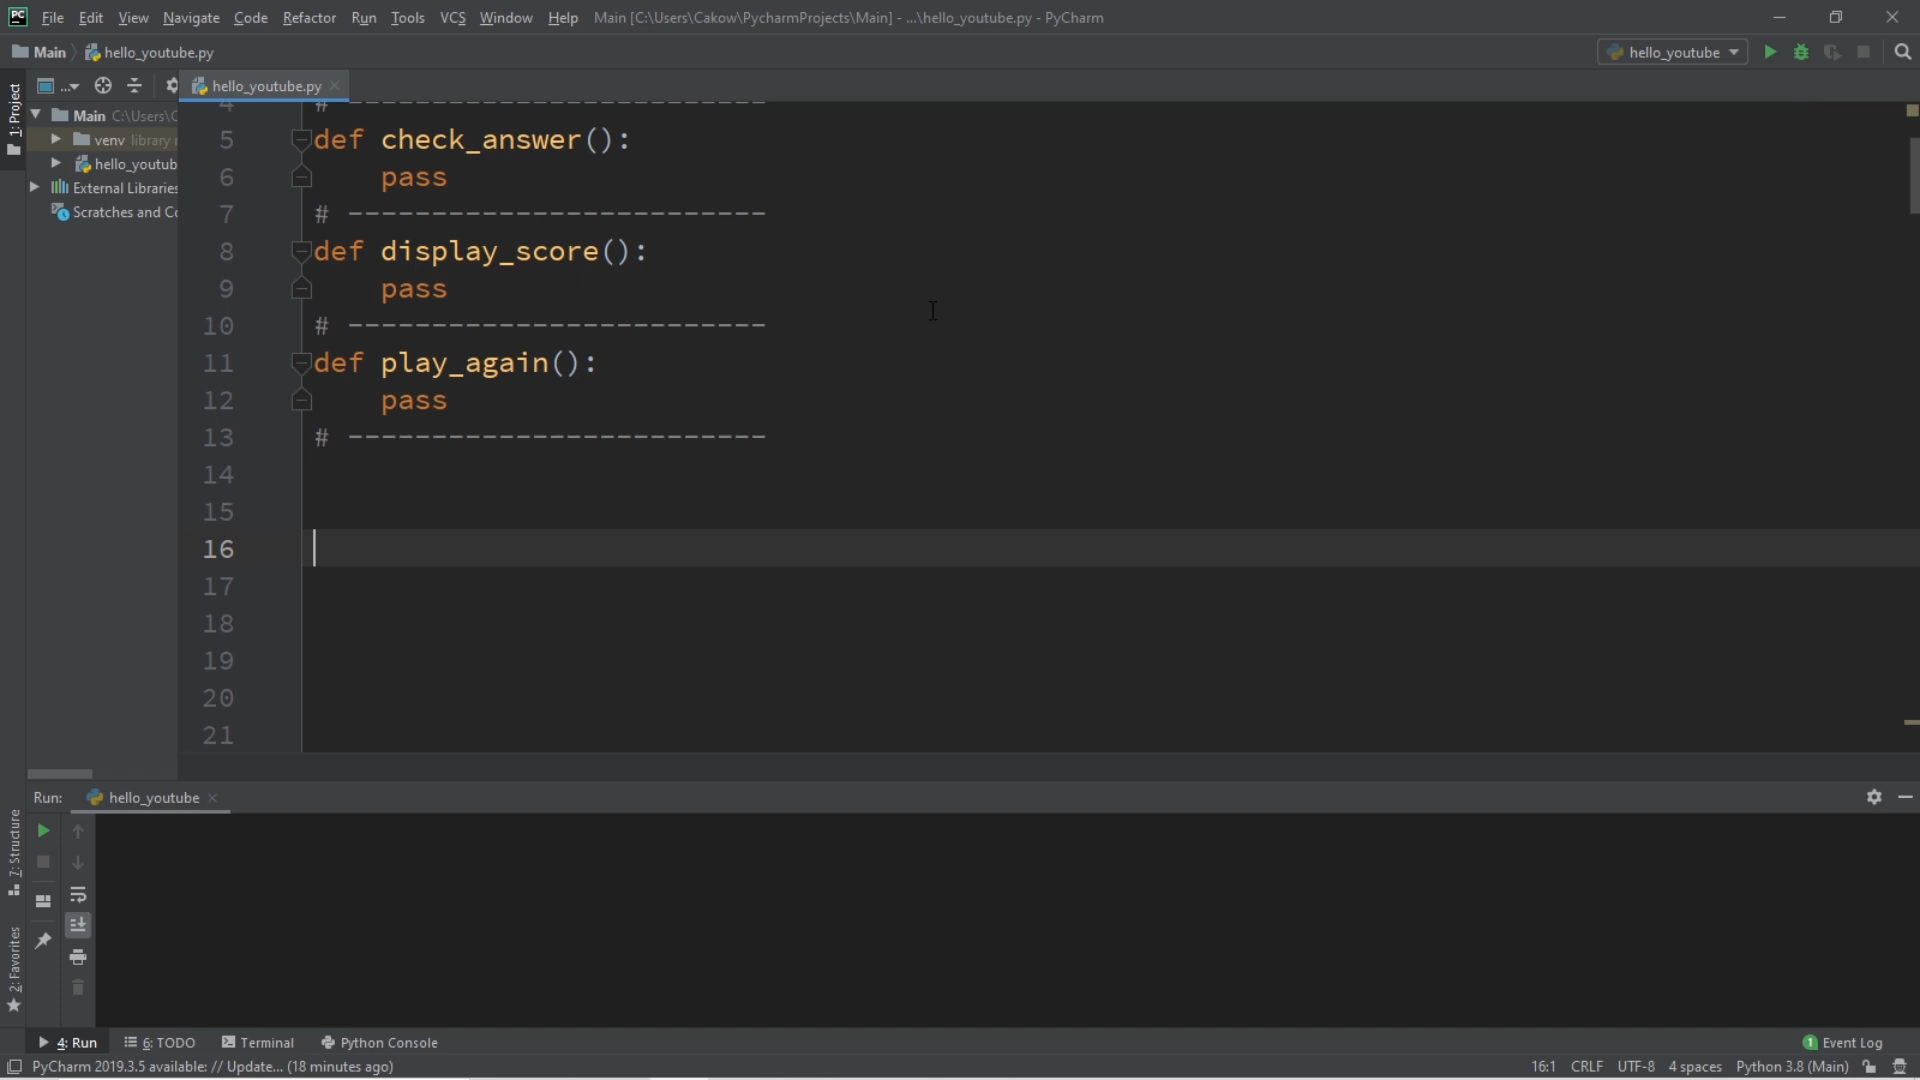 PC File Edit View Navigate Code Refactor Run Tools VCS Window Help Main [C:\Users\Cakow\PycharmProjects\Main] - ...\hello_youtube.py - PyCharm
Main hello_youtube.py hello_youtube
1: Project ... hello_youtube.py
Main C:\Users\C
venv library
hello_youtub
External Libraries
Scratches and Co
4 # -------------------------
5 def check_answer():
6 pass
7 # -------------------------
8 def display_score():
9 pass
10 # -------------------------
11 def play_again():
12 pass
13 # -------------------------
14
15
16
17
18
19
20
21
Run: hello_youtube
7: Structure
2: Favorites
4: Run 6: TODO Terminal Python Console 1 Event Log
PyCharm 2019.3.5 available: // Update... (18 minutes ago) 16:1 CRLF UTF-8 4 spaces Python 3.8 (Main)